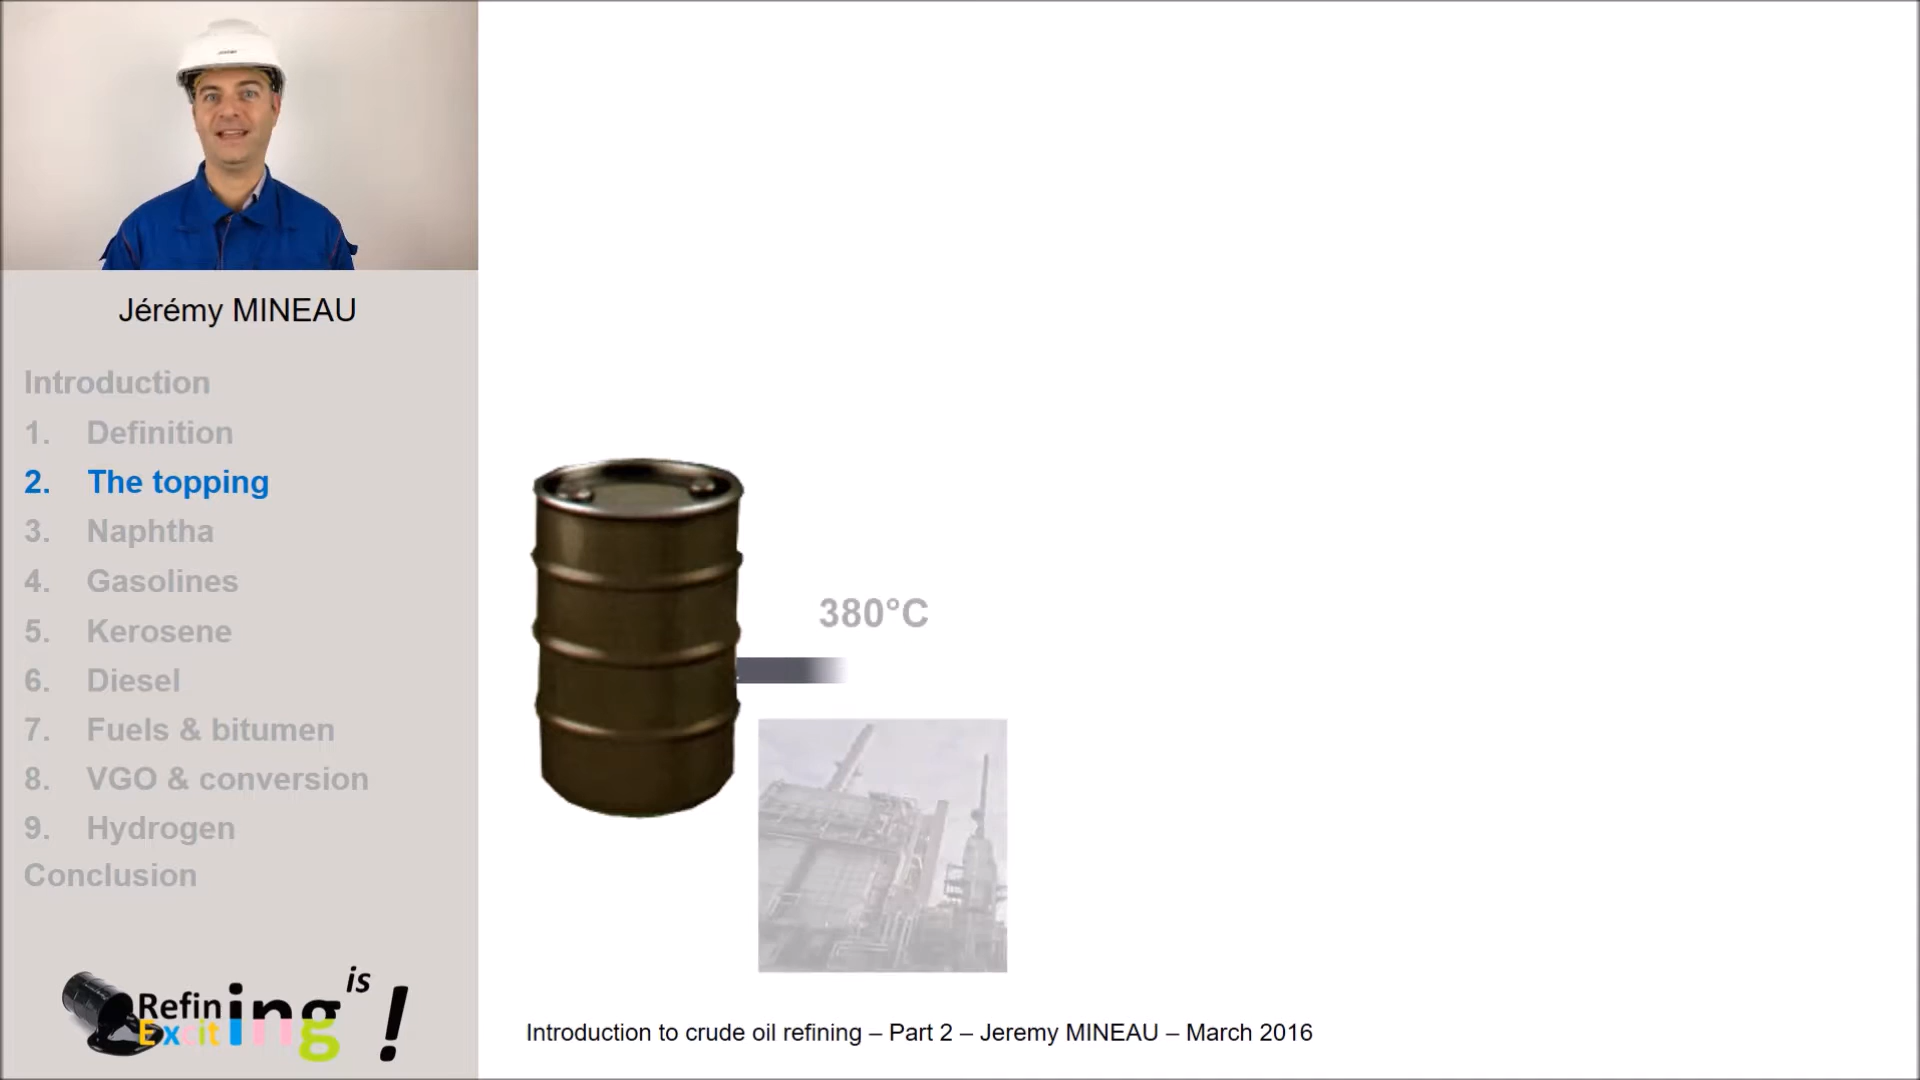 Jérémy MINEAU
Introduction
1. Definition
2. The topping
3. Naphtha
4. Gasolines
5. Kerosene
6. Diesel
7. Fuels & bitumen
8. VGO & conversion
9. Hydrogen
Conclusion
380°C
is
Refining !
Exciting
Introduction to crude oil refining – Part 2 – Jeremy MINEAU – March 2016